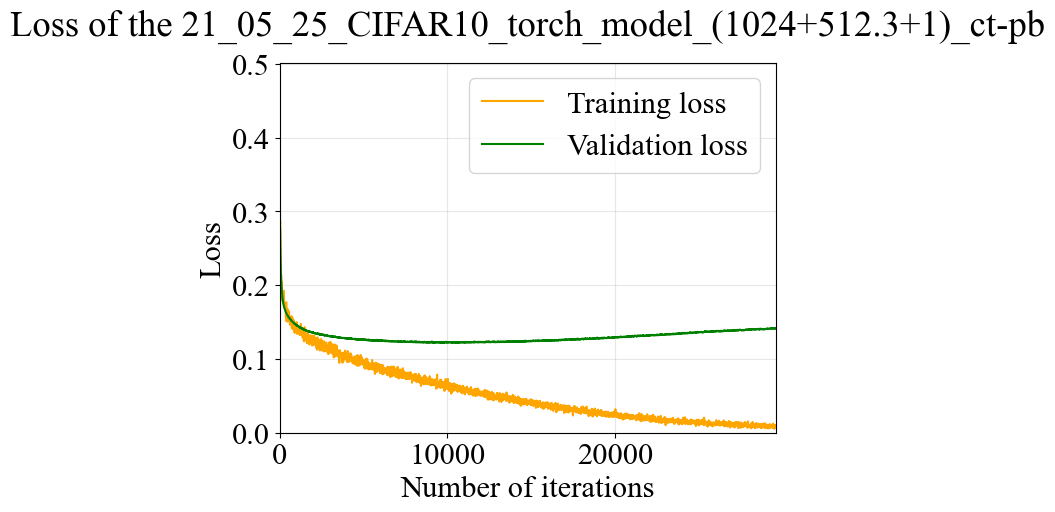 Loss of the 21_05_25_CIFAR10_torch_model_(1024+512.3+1)_ct-pb
Training loss
Validation loss
0.5
0.4
0.3
0.2
0.1
0.0
Loss
0 10000 20000
Number of iterations